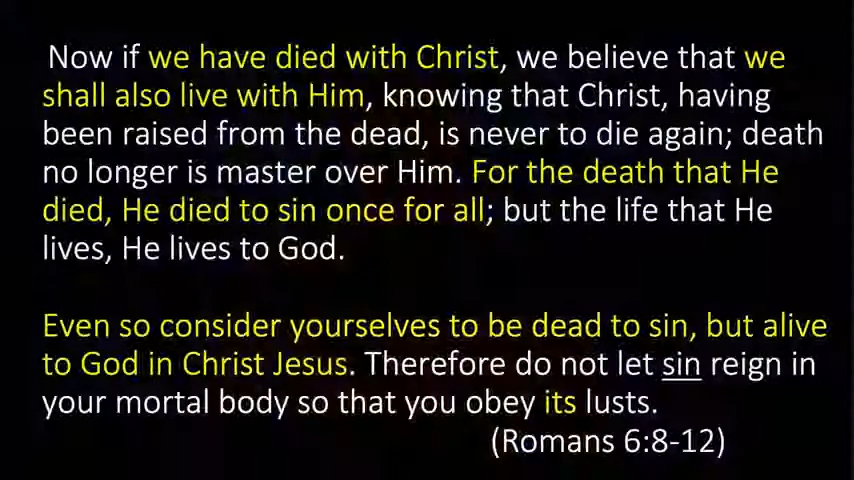 Now if we have died with Christ, we believe that we
shall also live with Him, knowing that Christ, having
been raised from the dead, is never to die again; death
no longer is master over Him. For the death that He
died, He died to sin once for all; but the life that He
lives, He lives to God.
Even so consider yourselves to be dead to sin, but alive
to God in Christ Jesus. Therefore do not let sin reign in
your mortal body so that you obey its lusts.
(Romans 6:8-12)